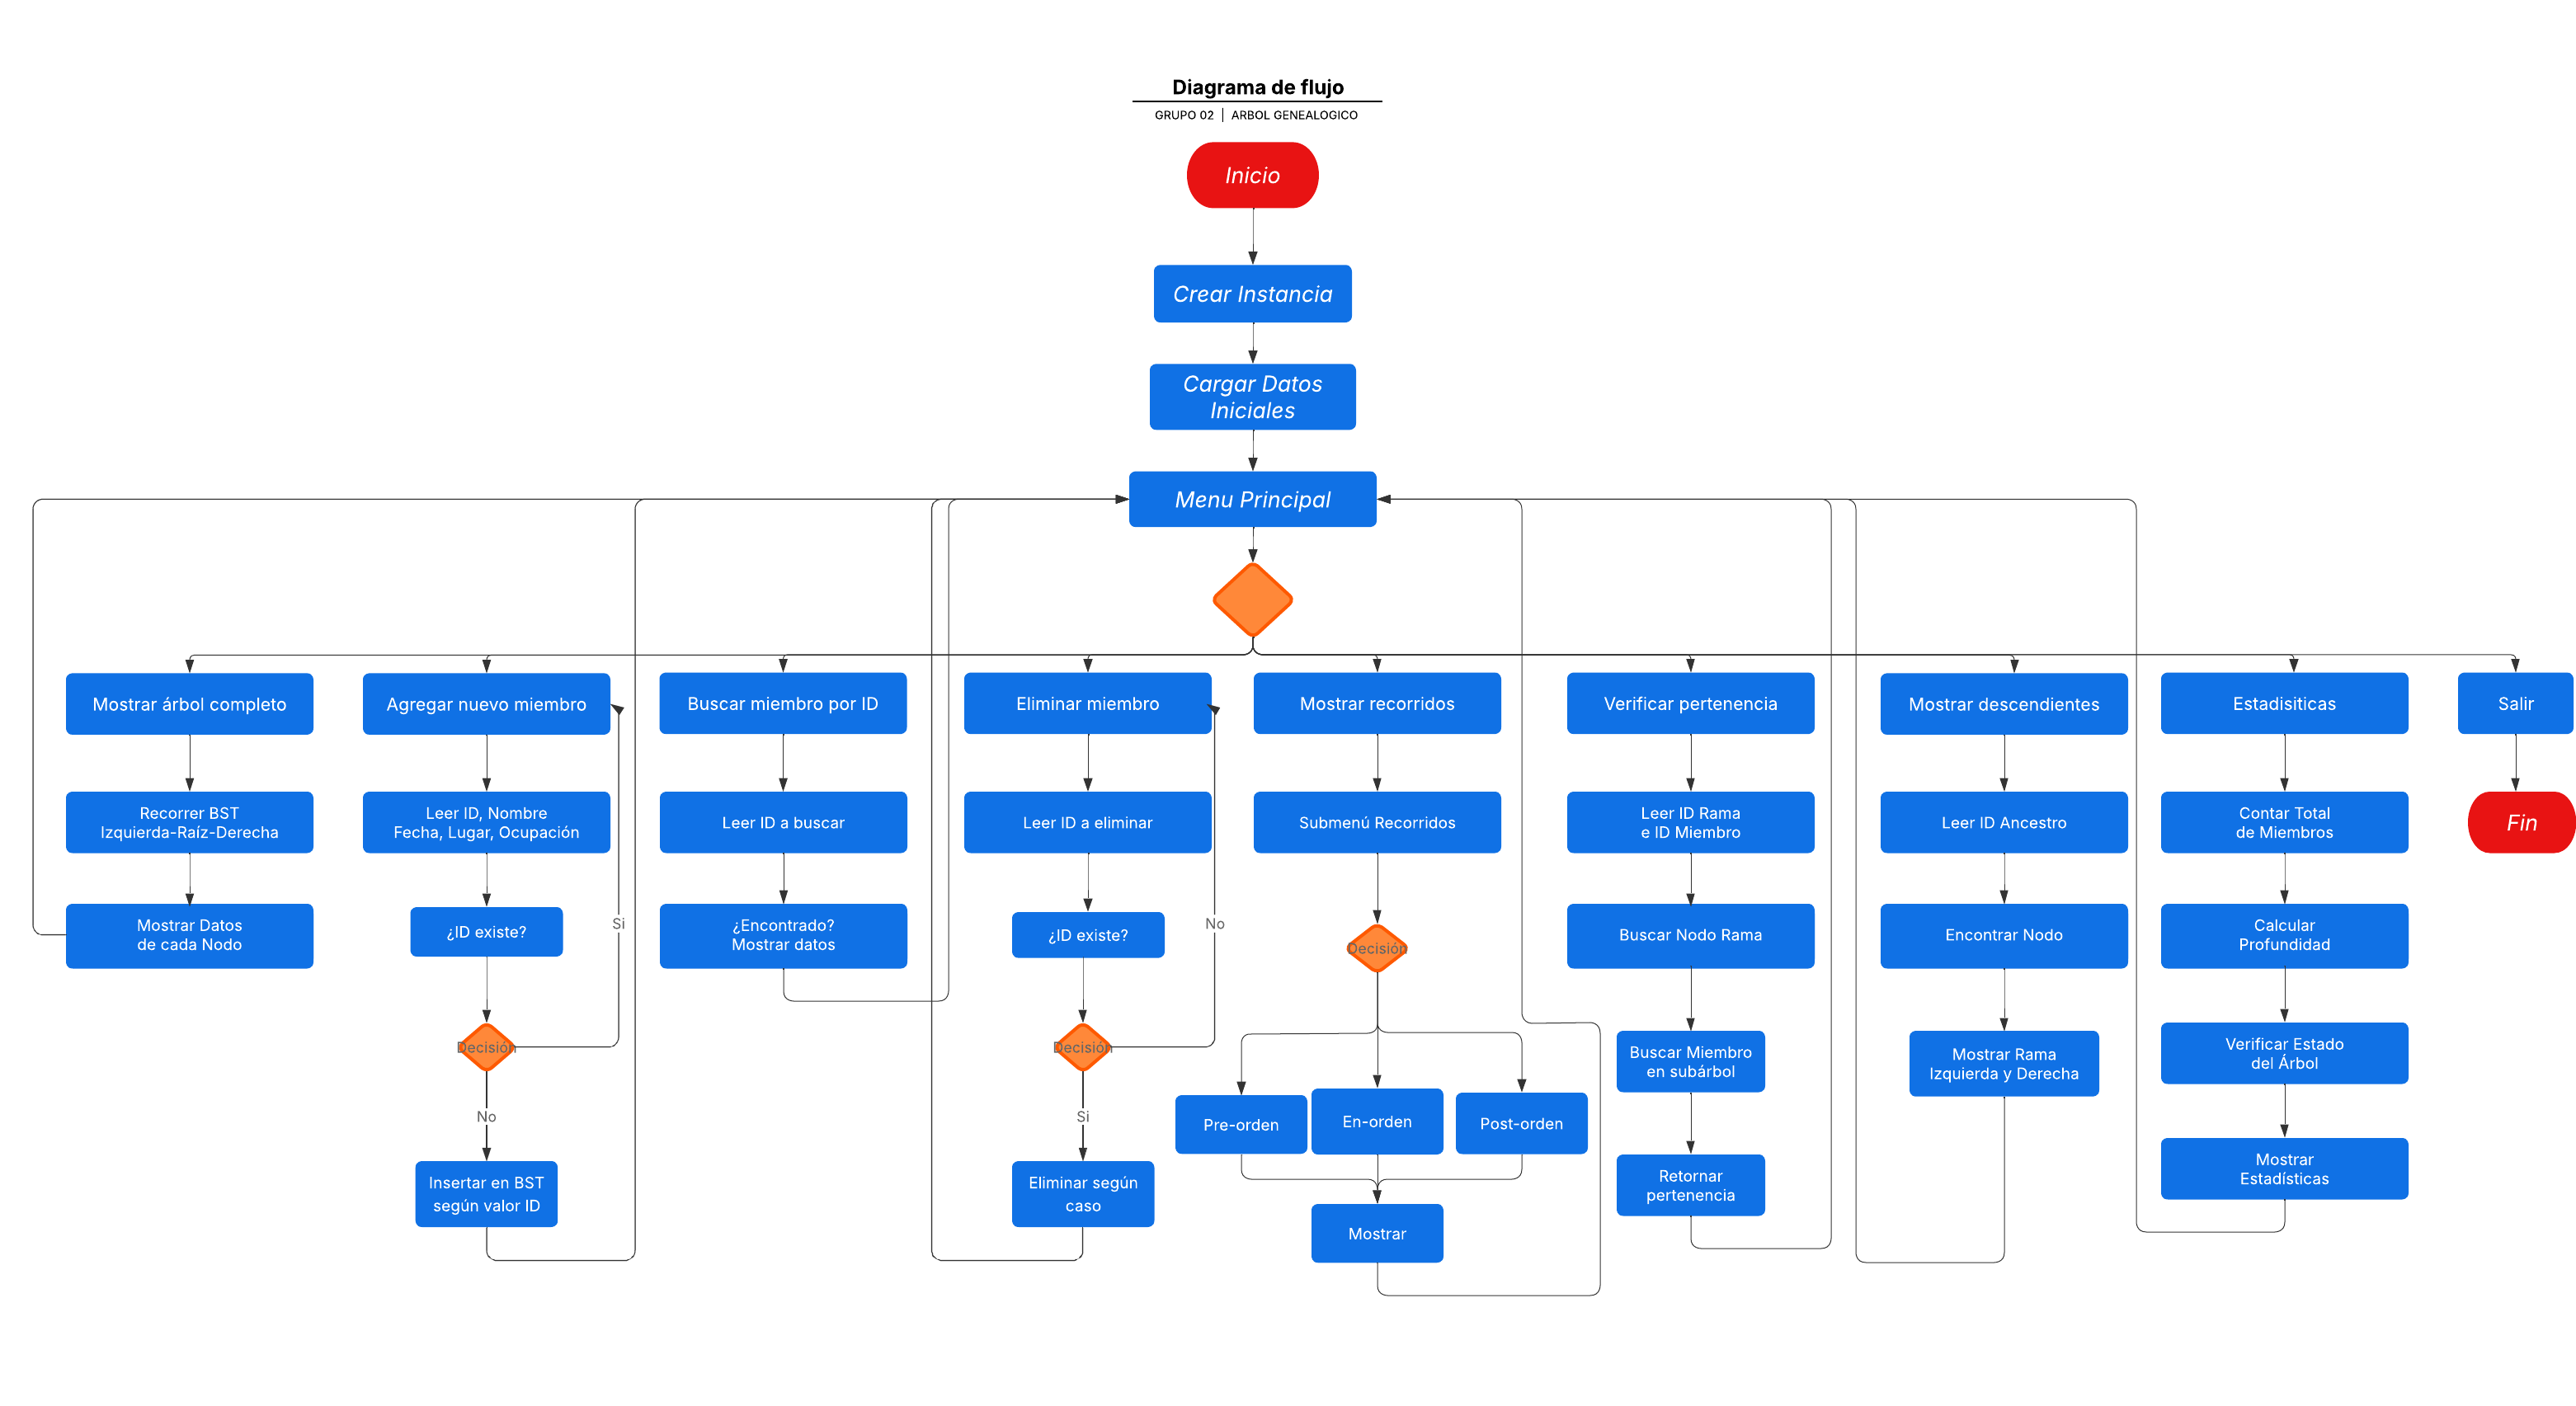 Diagrama de flujo
GRUPO 02 | ARBOL GENEALOGICO
Inicio
Crear Instancia
Cargar Datos
Iniciales
Menu Principal
Mostrar árbol completo
Recorrer BST
Izquierda-Raíz-Derecha
Mostrar Datos
de cada Nodo
Agregar nuevo miembro
Leer ID, Nombre
Fecha, Lugar, Ocupación
¿ID existe?
Decisión
Si
No
Insertar en BST
según valor ID
Buscar miembro por ID
Leer ID a buscar
¿Encontrado?
Mostrar datos
Eliminar miembro
Leer ID a eliminar
¿ID existe?
Decisión
No
Si
Eliminar según
caso
Mostrar recorridos
Submenú Recorridos
Decisión
Pre-orden
En-orden
Post-orden
Mostrar
Verificar pertenencia
Leer ID Rama
e ID Miembro
Buscar Nodo Rama
Buscar Miembro
en subárbol
Retornar
pertenencia
Mostrar descendientes
Leer ID Ancestro
Encontrar Nodo
Mostrar Rama
Izquierda y Derecha
Estadisiticas
Contar Total
de Miembros
Calcular
Profundidad
Verificar Estado
del Árbol
Mostrar
Estadísticas
Salir
Fin